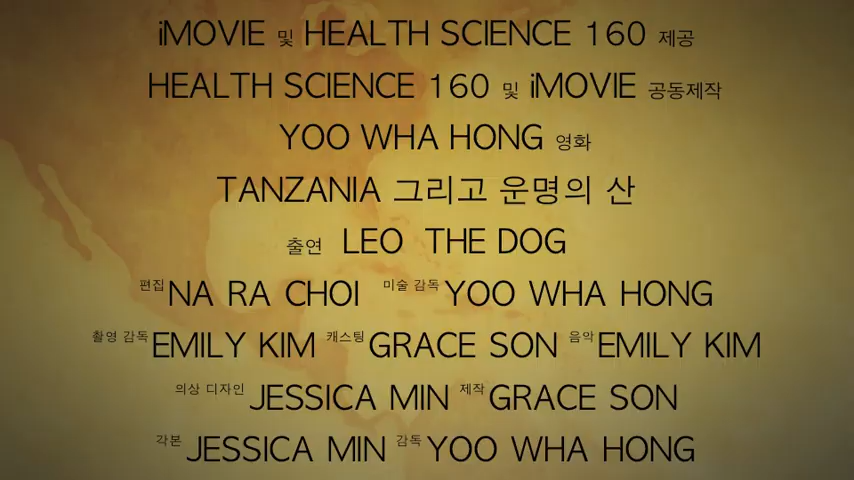 iMOVIE 및 HEALTH SCIENCE 160 제공
HEALTH SCIENCE 160 및 iMOVIE 공동제작
YOO WHA HONG 영화
TANZANIA 그리고 운명의 산
출연 LEO THE DOG
편집 NA RA CHOI 미술 감독 YOO WHA HONG
촬영 감독 EMILY KIM 캐스팅 GRACE SON 음악 EMILY KIM
의상 디자인 JESSICA MIN 제작 GRACE SON
각본 JESSICA MIN 감독 YOO WHA HONG